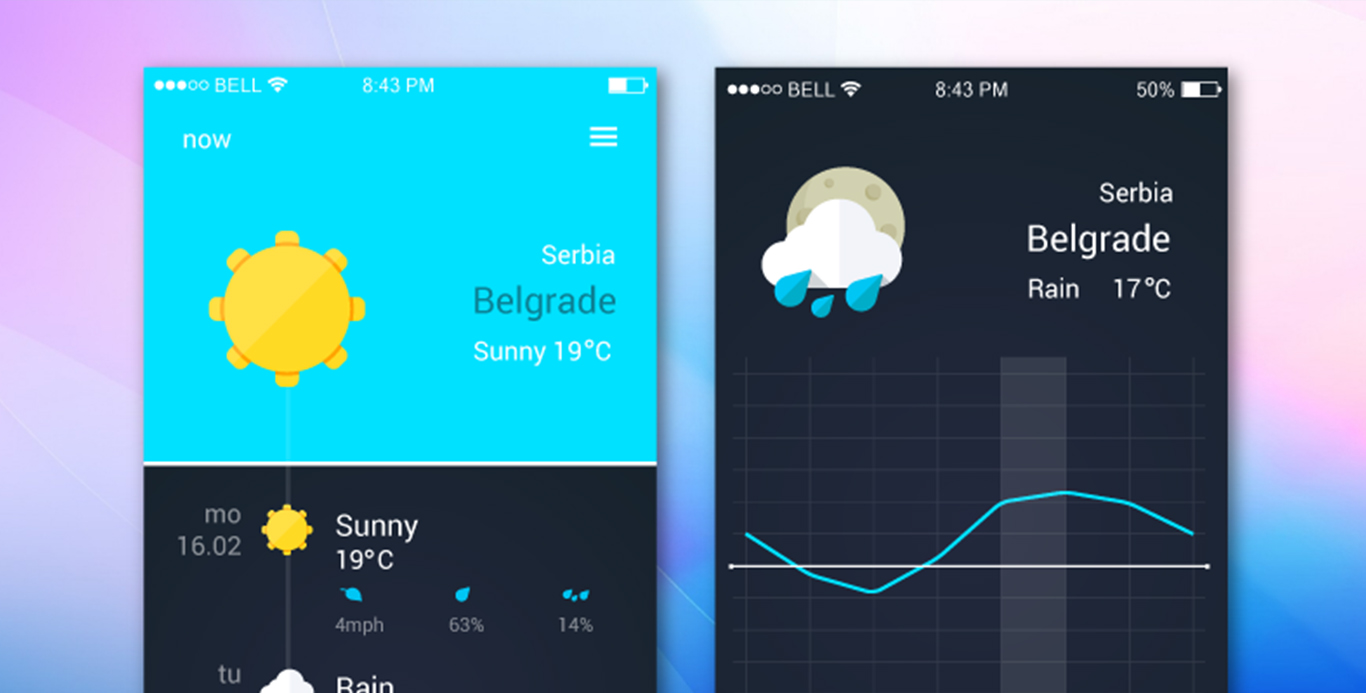 BELL 8:43 PM
now
Serbia
Belgrade
Sunny 19°C
mo
16.02
Sunny
19°C
4mph 63% 14%
tu
Rain
BELL 8:43 PM 50%
Serbia
Belgrade
Rain 17°C